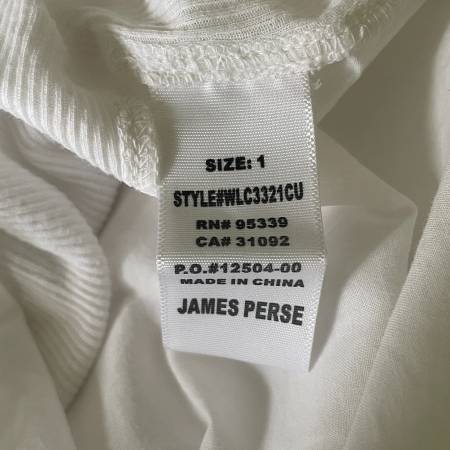 SIZE: 1
STYLE#WLC3321CU
RN# 95339
CA# 31092
P.O.#12504-00
MADE IN CHINA
JAMES PERSE